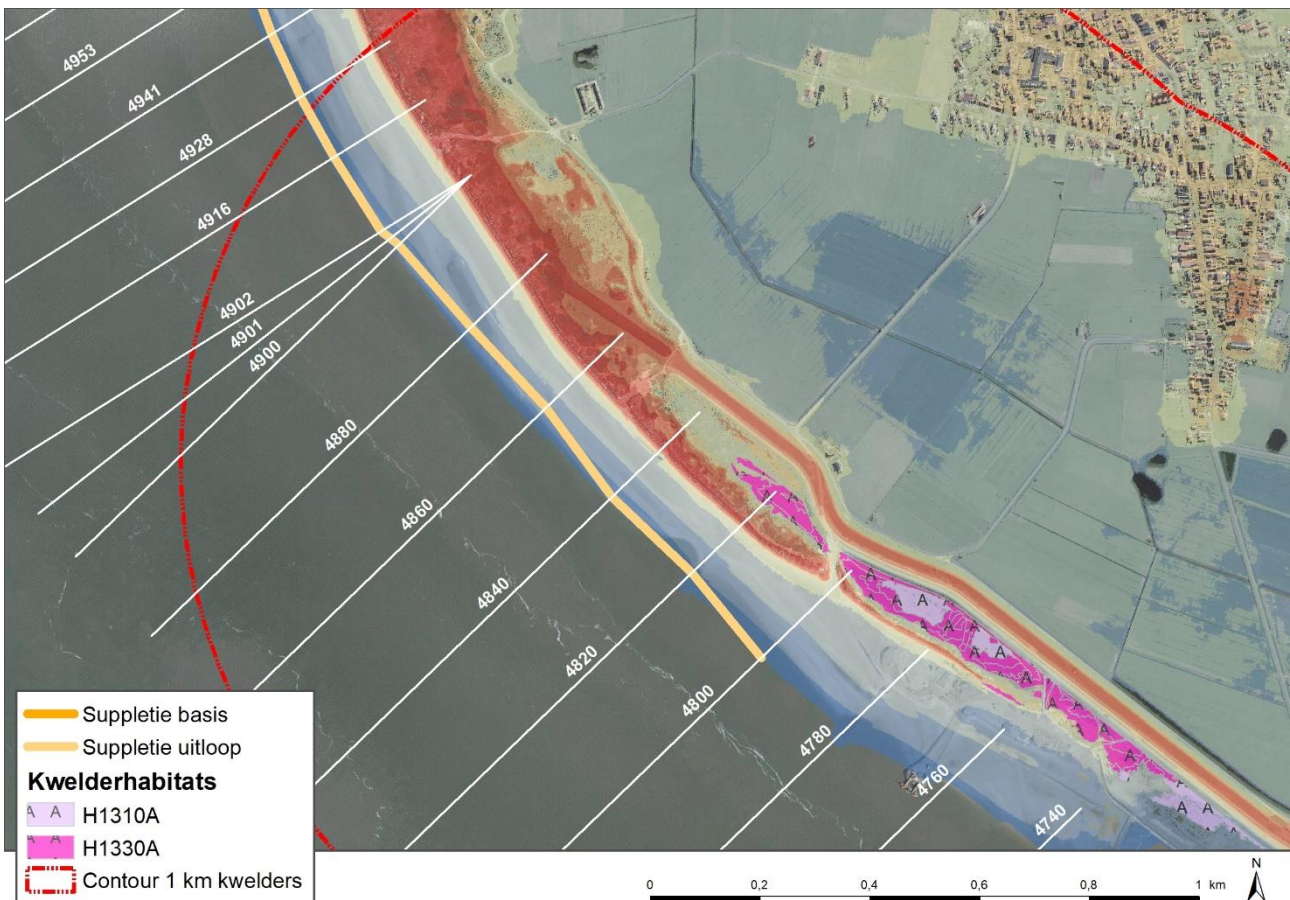 4953
4941
4928
4916
4902
4901
4900
4880
4860
4840
4820
4800
4780
4760
4740
Suppletie basis
Suppletie uitloop
Kwelderhabitats
A A H1310A
H1330A
Contour 1 km kwelders
A A
A A
A
A
A
A
A A
0 0,2 0,4 0,6 0,8 1 km
N